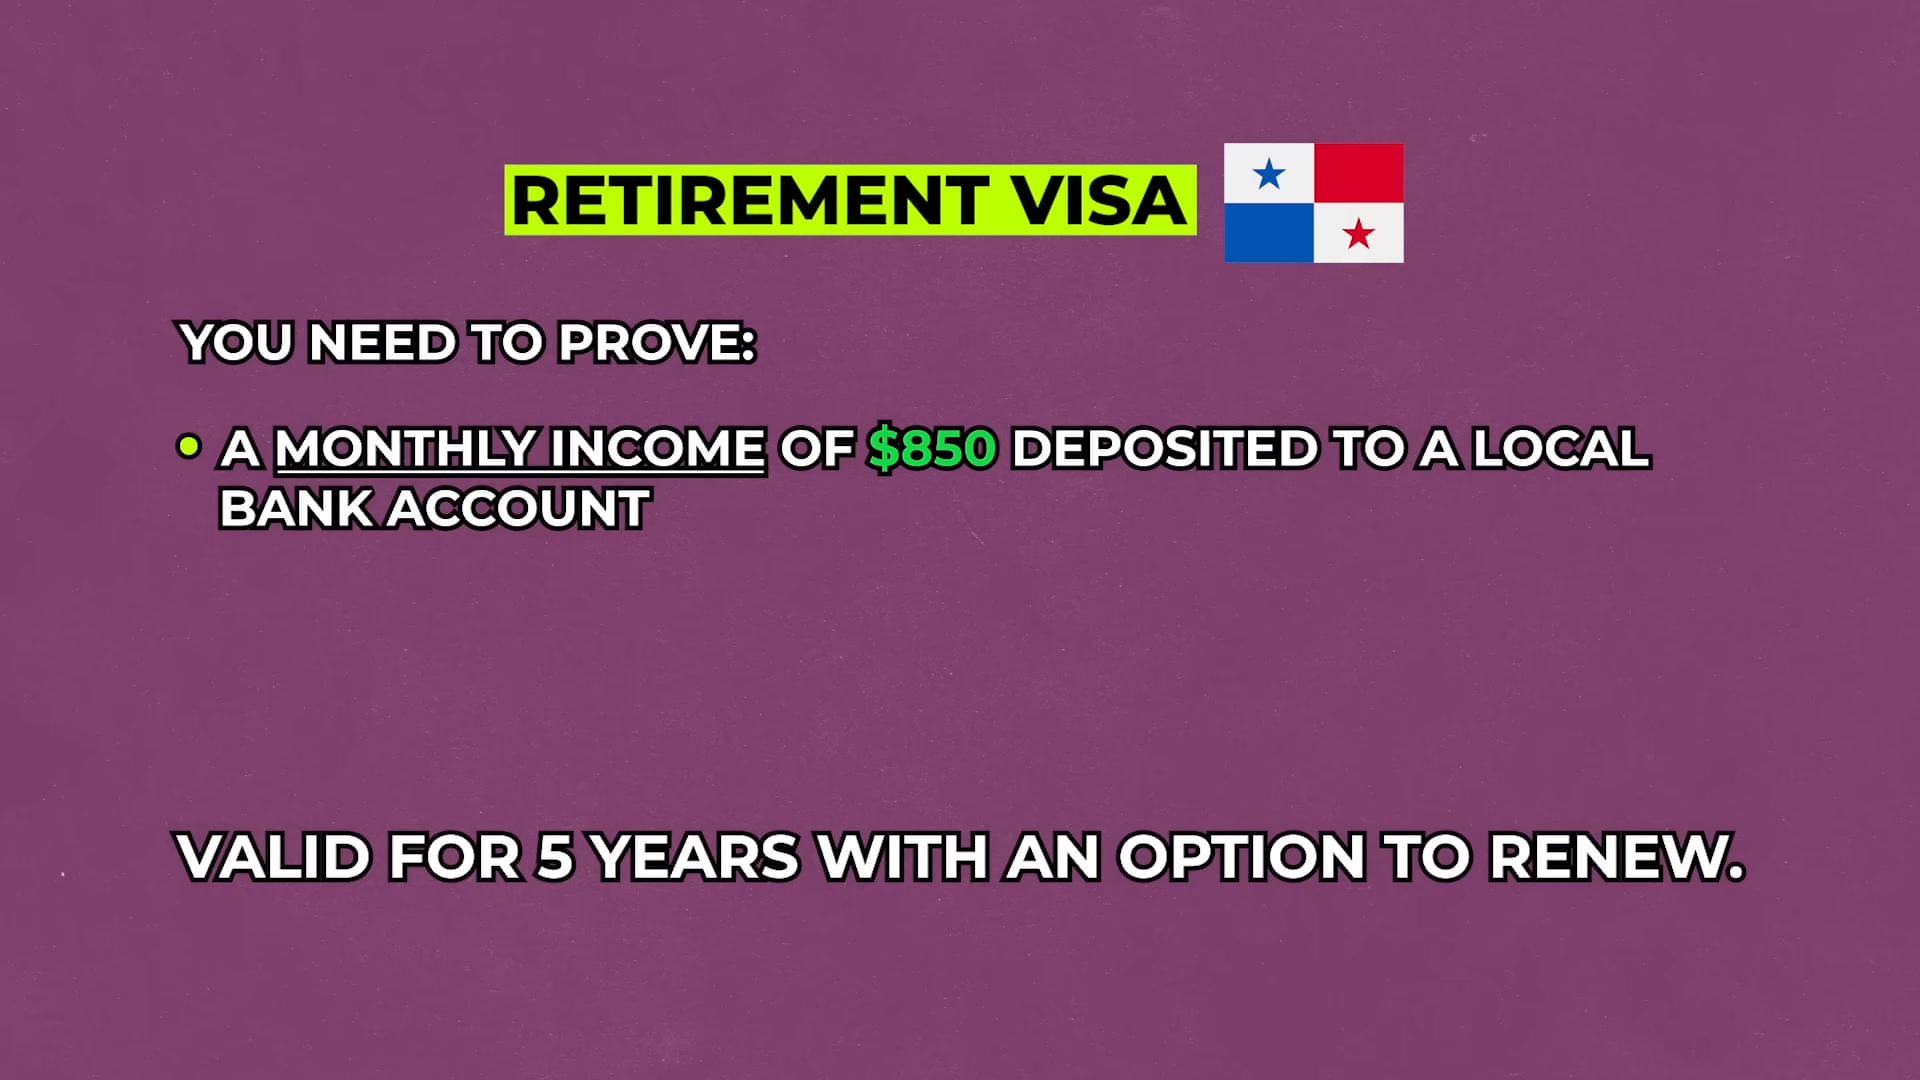 RETIREMENT VISA
YOU NEED TO PROVE:
• A MONTHLY INCOME OF $850 DEPOSITED TO A LOCAL
BANK ACCOUNT
VALID FOR 5 YEARS WITH AN OPTION TO RENEW.